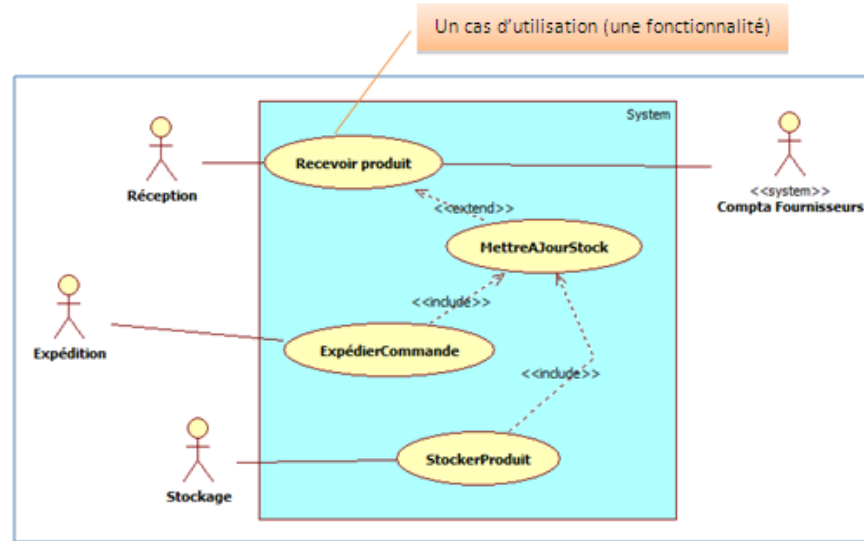 Un cas d'utilisation (une fonctionnalité)
System
Recevoir produit
Réception
<<system>>
Compta Fournisseurs
<<extend>>
MettreAJourStock
<<include>>
Expédition
ExpédierCommande
<<include>>
StockerProduit
Stockage